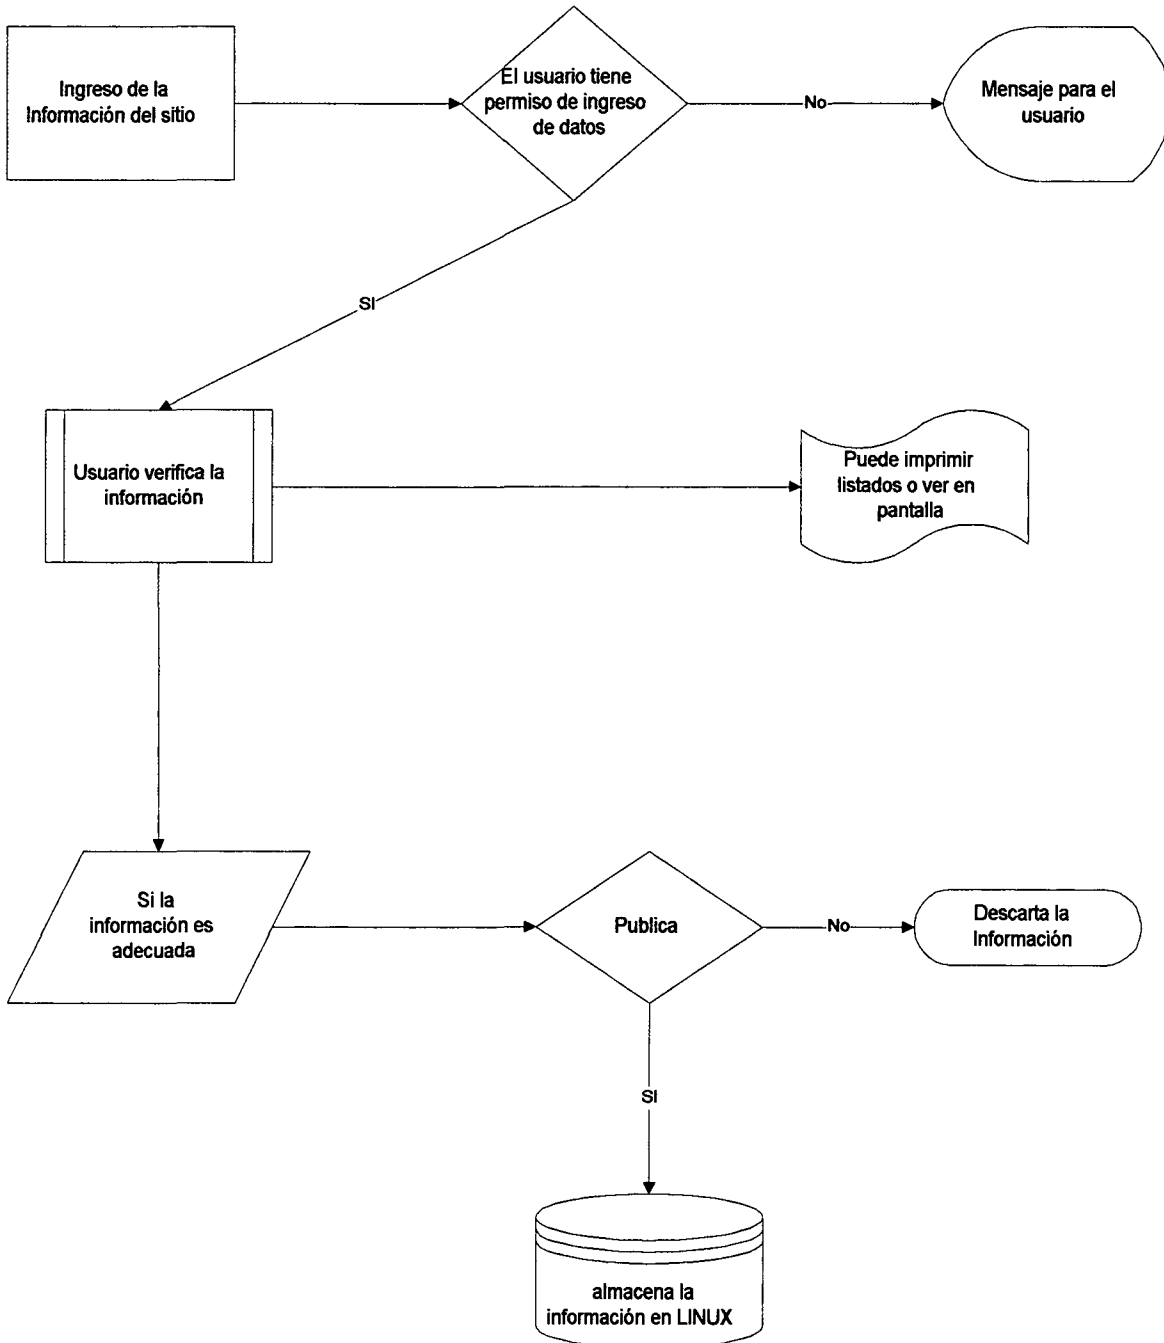 Ingreso de la
Información del sitio
El usuario tiene
permiso de ingreso
de datos
No
Mensaje para el
usuario
SI
Usuario verifica la
información
Puede imprimir
listados o ver en
pantalla
Si la
información es
adecuada
Publica
No
Descarta la
Información
SI
almacena la
información en LINUX